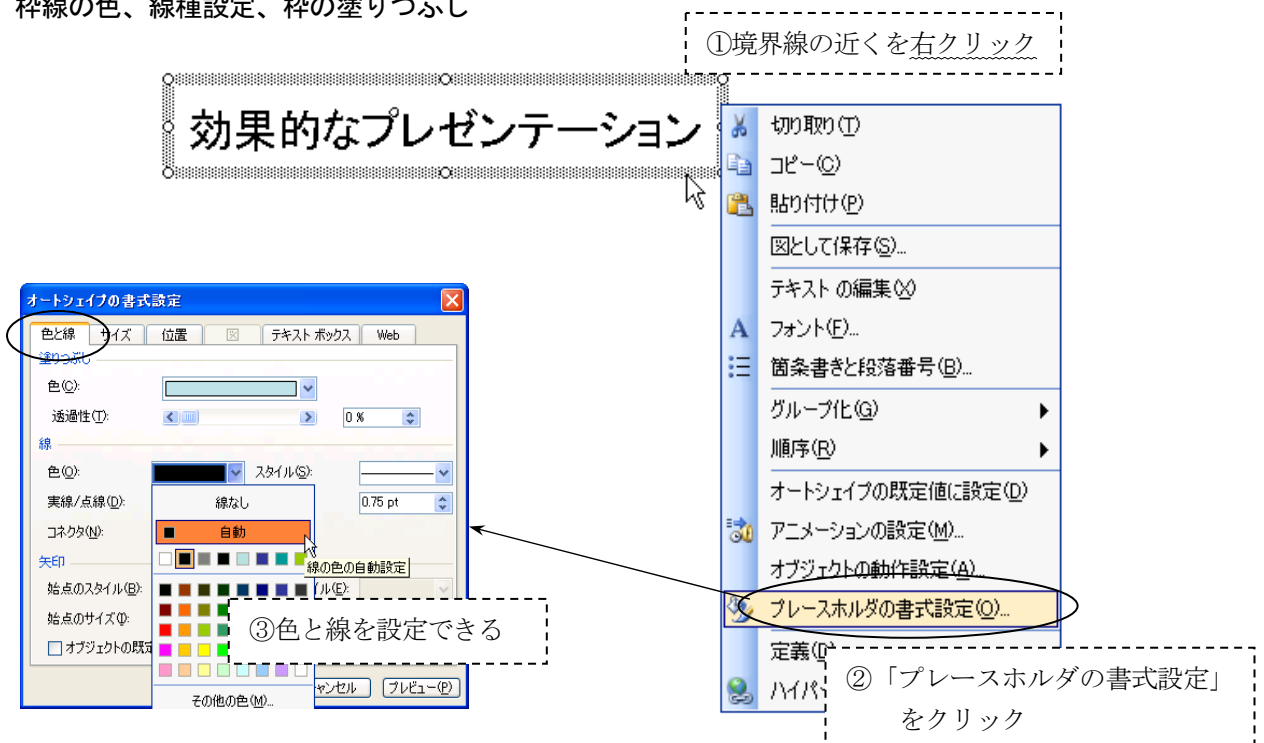 枠線の色、線種設定、枠の塗りつぶし
①境界線の近くを右クリック
効果的なプレゼンテーション
切り取り(T)
コピー(C)
貼り付け(P)
図として保存(S)...
テキスト の編集(X)
フォント(F)...
箇条書きと段落番号(B)...
グループ化(G)
順序(R)
オートシェイプの既定値に設定(D)
アニメーションの設定(M)...
オブジェクトの動作設定(A)...
プレースホルダの書式設定(O)...
定義(D)
ハイパ
②「プレースホルダの書式設定」
をクリック
オートシェイプの書式設定
色と線 サイズ 位置 図 テキスト ボックス Web
塗りつぶし
色(C):
透過性(T): 0 %
線
色(O): スタイル(S):
線なし
実線/点線(D): 0.75 pt
コネクタ(N): 自動
線の色の自動設定
矢印
始点のスタイル(B): イル(E):
始点のサイズ(I):
③色と線を設定できる
オブジェクトの既定
ャンセル プレビュー(P)
その他の色(M)...